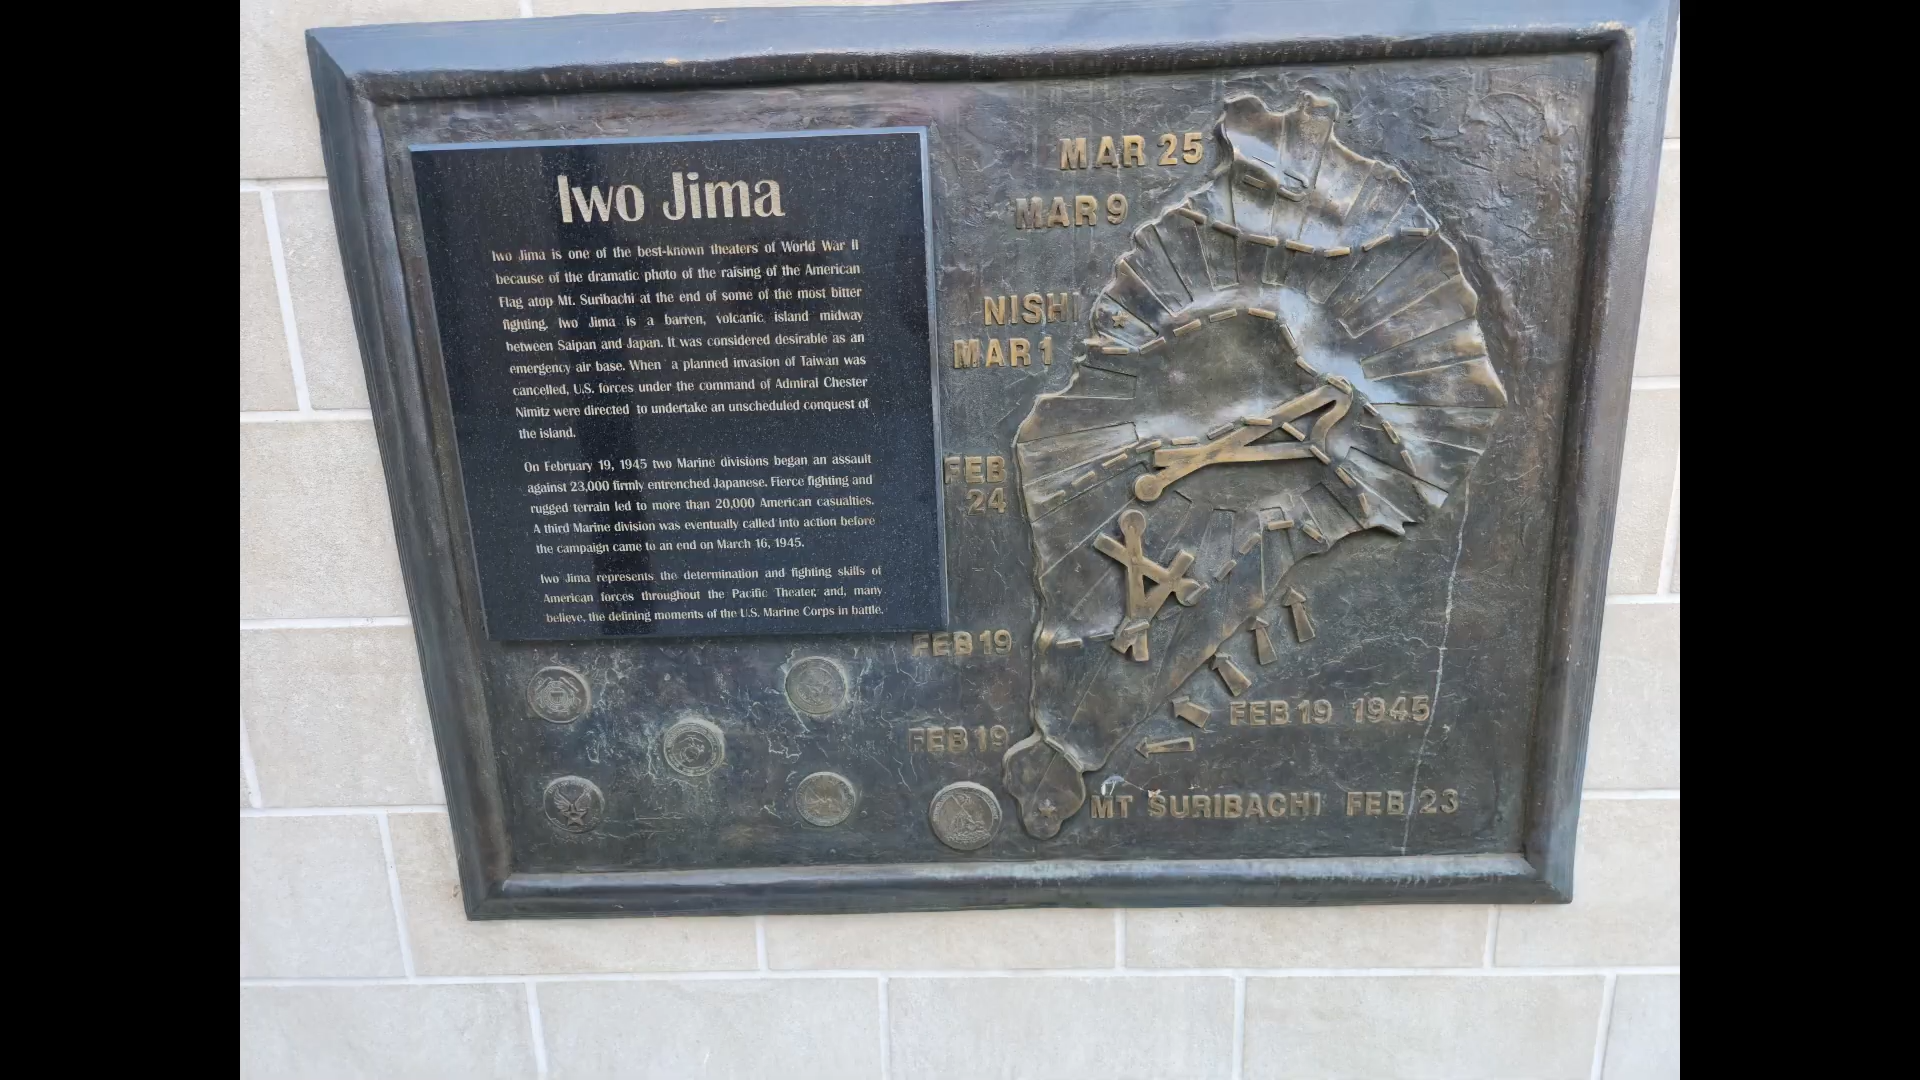 Iwo Jima
Iwo Jima is one of the best-known theaters of World War II
because of the dramatic photo of the raising of the American
Flag atop Mt. Suribachi at the end of some of the most bitter
fighting. Iwo Jima is a barren, volcanic island midway
between Saipan and Japan. It was considered desirable as an
emergency air base. When a planned invasion of Taiwan was
cancelled, U.S. forces under the command of Admiral Chester
Nimitz were directed to undertake an unscheduled conquest of
the island.
On February 19, 1945 two Marine divisions began an assault
against 23,000 firmly entrenched Japanese. Fierce fighting and
rugged terrain led to more than 20,000 American casualties.
A third Marine division was eventually called into action before
the campaign came to an end on March 16, 1945.
Iwo Jima represents the determination and fighting skills of
American forces throughout the Pacific Theater, and, many
believe, the defining moments of the U.S. Marine Corps in battle.
MAR 25
MAR 9
NISHI
MAR 1
FEB
24
FEB 19
FEB 19 1945
FEB 19
MT SURIBACHI FEB 23